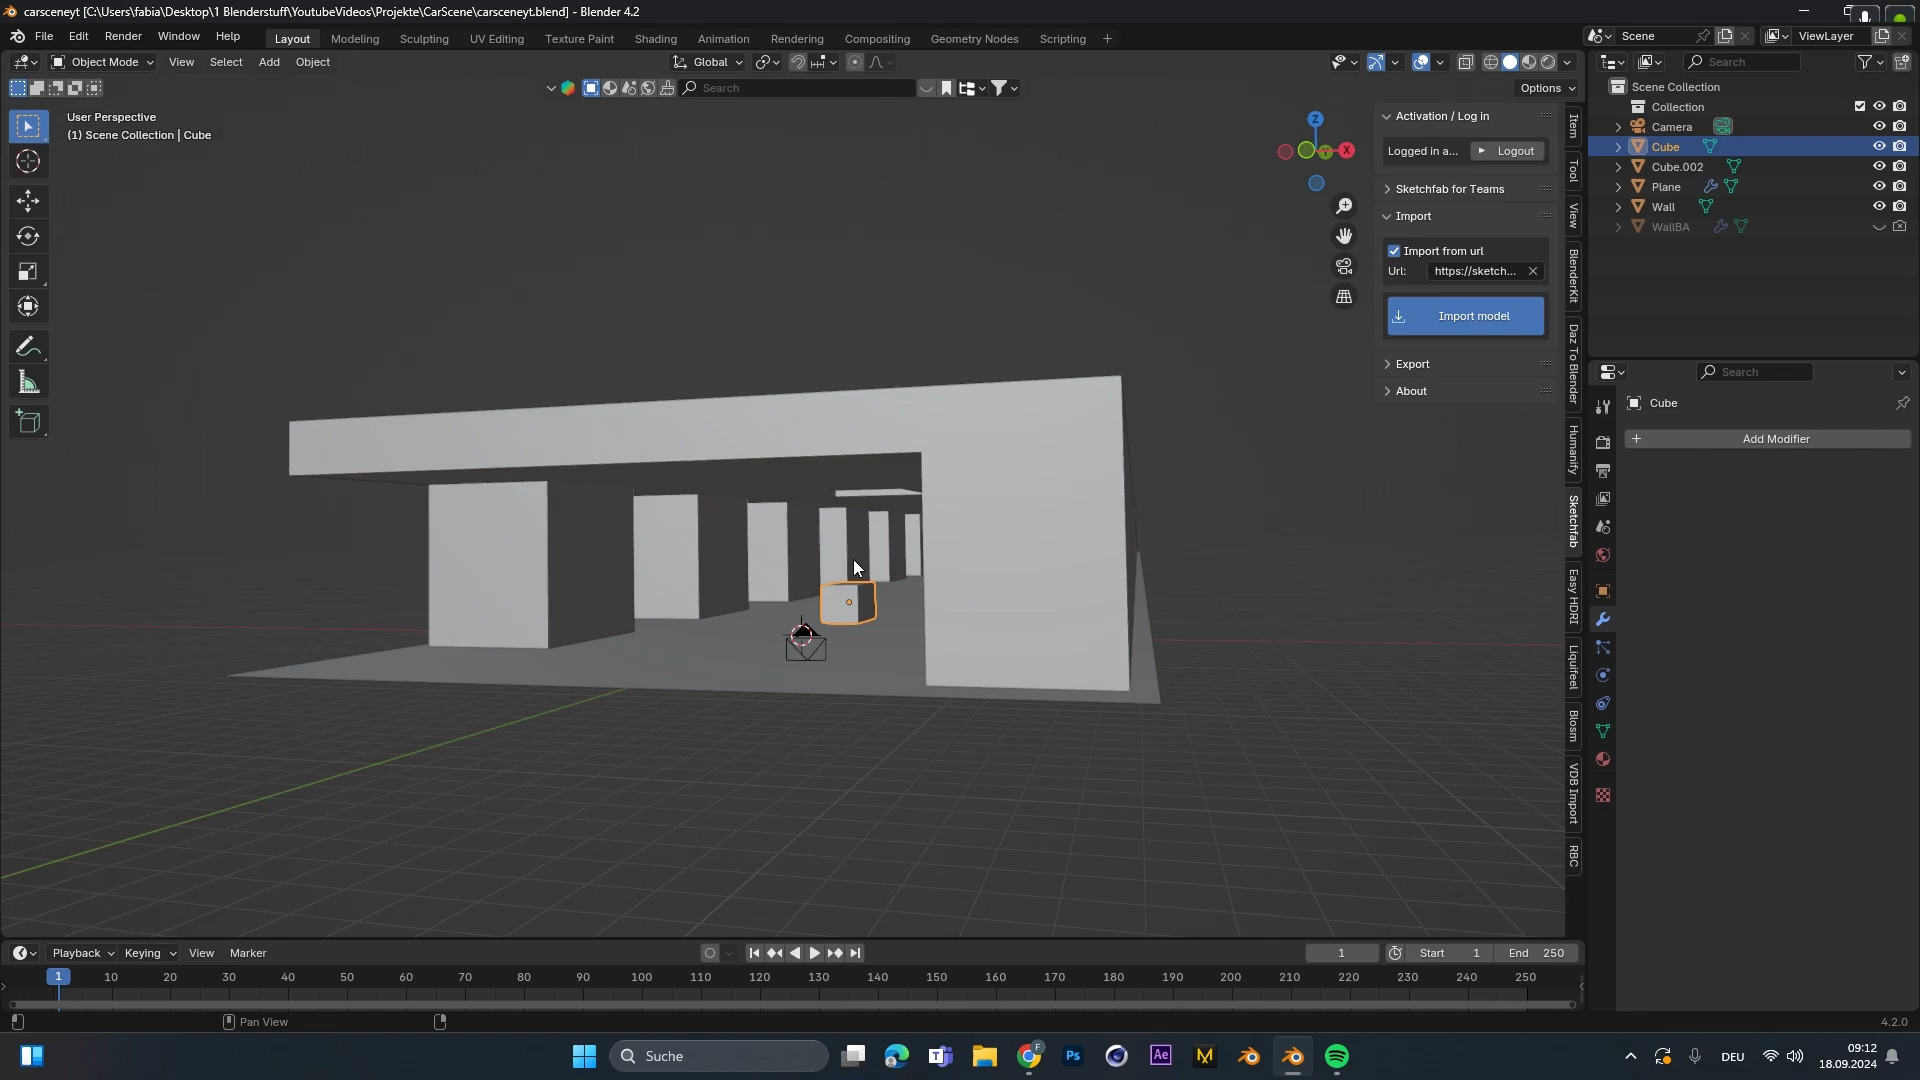 carsceneyt [C:\Users\fabia\Desktop\1 Blenderstuff\YoutubeVideos\Projekte\CarScene\carsceneyt.blend] - Blender 4.2
File Edit Render Window Help
Layout Modeling Sculpting UV Editing Texture Paint Shading Animation Rendering Compositing Geometry Nodes Scripting +
Scene
ViewLayer
Object Mode View Select Add Object
Global
Search
Search
Options
User Perspective
(1) Scene Collection | Cube
Z
X
Y
Activation / Log in
Logged in a... Logout
Sketchfab for Teams
Import
Import from url
Url: https://sketch...
Import model
Export
About
Item
Tool
View
BlenderKit
Daz To Blender
Humanify
Sketchfab
Easy HDRI
Liquifeel
Blosm
VDB Import
RBC
Scene Collection
Collection
Camera
Cube
Cube.002
Plane
Wall
WallBA
Search
Cube
Add Modifier
Playback Keying View Marker
1 Start 1 End 250
1 10 20 30 40 50 60 70 80 90 100 110 120 130 140 150 160 170 180 190 200 210 220 230 240 250
Pan View
4.2.0
Suche
F
Ae
Ps
DEU
09:12
18.09.2024